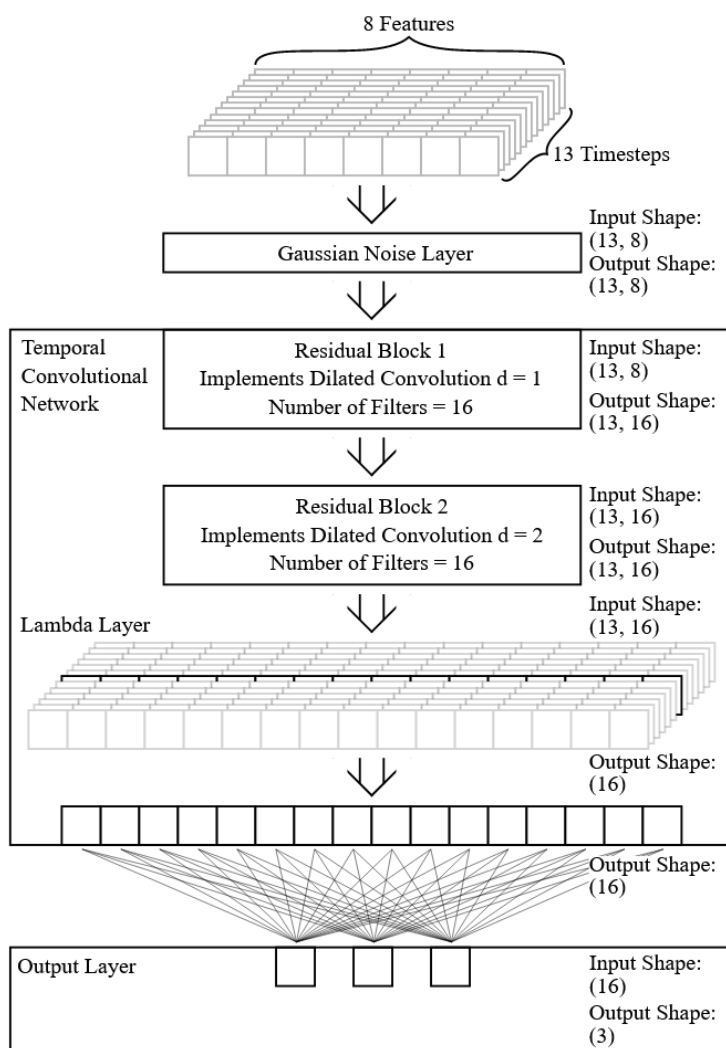 8 Features
13 Timesteps
Input Shape:
(13, 8)
Gaussian Noise Layer
Output Shape:
(13, 8)
Temporal
Convolutional
Network
Residual Block 1
Implements Dilated Convolution d = 1
Number of Filters = 16
Input Shape:
(13, 8)
Output Shape:
(13, 16)
Residual Block 2
Implements Dilated Convolution d = 2
Number of Filters = 16
Input Shape:
(13, 16)
Output Shape:
(13, 16)
Input Shape:
(13, 16)
Lambda Layer
Output Shape:
(16)
Output Shape:
(16)
Output Layer
Input Shape:
(16)
Output Shape:
(3)